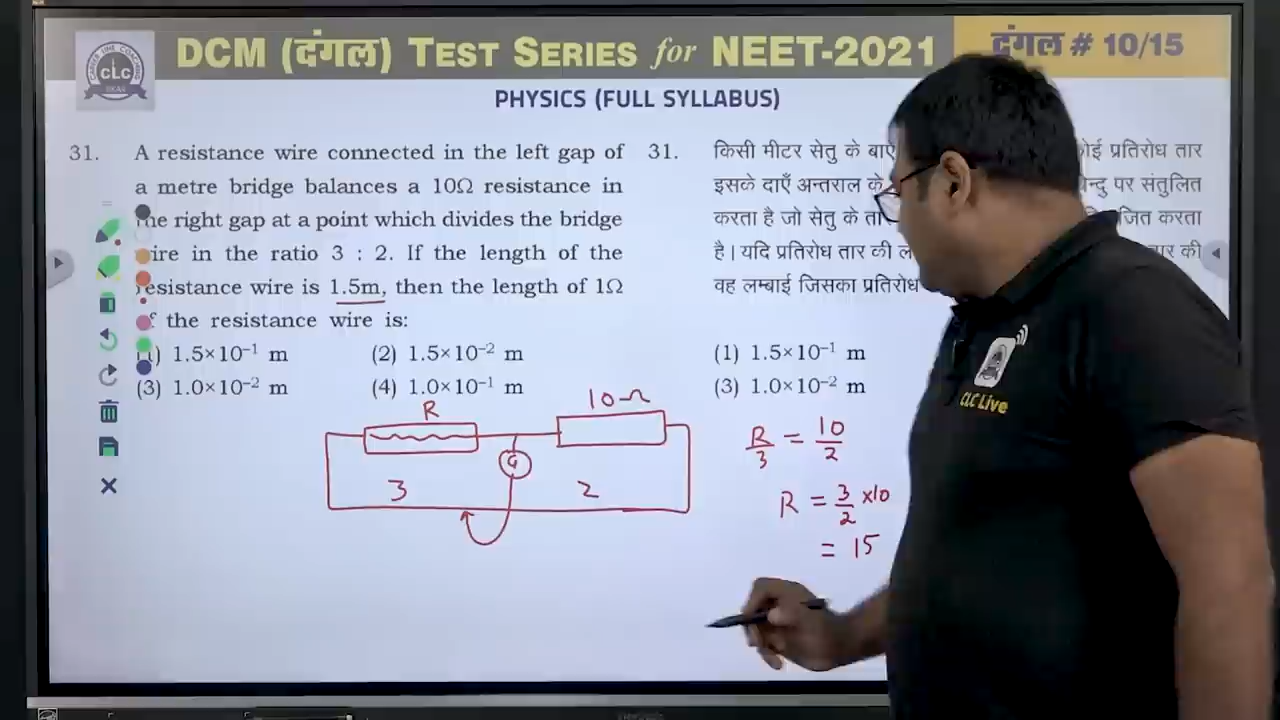 DCM (दंगल) TEST SERIES for NEET-2021
दंगल # 10/15
CLC
PHYSICS (FULL SYLLABUS)
31. A resistance wire connected in the left gap of
a metre bridge balances a 10Ω resistance in
the right gap at a point which divides the bridge
ire in the ratio 3 : 2. If the length of the
resistance wire is 1.5m, then the length of 1Ω
the resistance wire is:
(1) 1.5×10⁻¹ m (2) 1.5×10⁻² m
(3) 1.0×10⁻² m (4) 1.0×10⁻¹ m
31. किसी मीटर सेतु के बाएँ कोई प्रतिरोध तार
इसके दाएँ अन्तराल के पर संतुलित
करता है जो सेतु के करता
है। यदि प्रतिरोध तार की की
वह लम्बाई जिसका प्रतिरोध
(1) 1.5×10⁻¹ m
(3) 1.0×10⁻² m
R
10Ω
G
3
2
R/3 = 10/2
R = 3/2 ×10
= 15
CLC Live